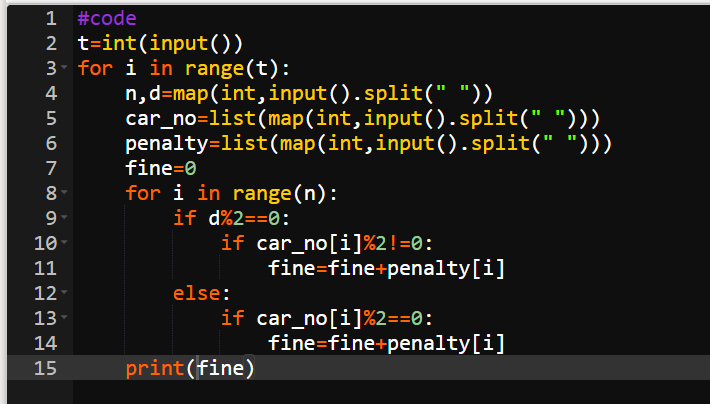 1 #code
2 t=int(input())
3 for i in range(t):
4     n,d=map(int,input().split(" "))
5     car_no=list(map(int,input().split(" ")))
6     penalty=list(map(int,input().split(" ")))
7     fine=0
8     for i in range(n):
9         if d%2==0:
10             if car_no[i]%2!=0:
11                 fine=fine+penalty[i]
12         else:
13             if car_no[i]%2==0:
14                 fine=fine+penalty[i]
15     print(fine)